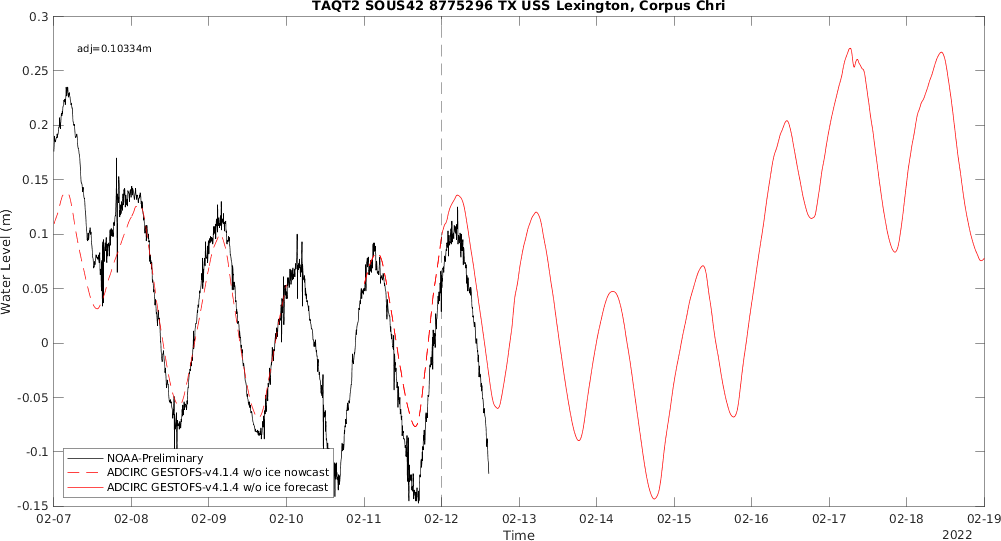 TAQT2 SOUS42 8775296 TX USS Lexington, Corpus Chri
adj=0.10334m
0.3
0.25
0.2
0.15
0.1
0.05
0
-0.05
-0.1
-0.15
Water Level (m)
NOAA-Preliminary
ADCIRC GESTOFS-v4.1.4 w/o ice nowcast
ADCIRC GESTOFS-v4.1.4 w/o ice forecast
02-07 02-08 02-09 02-10 02-11 02-12 02-13 02-14 02-15 02-16 02-17 02-18 02-19
Time
2022